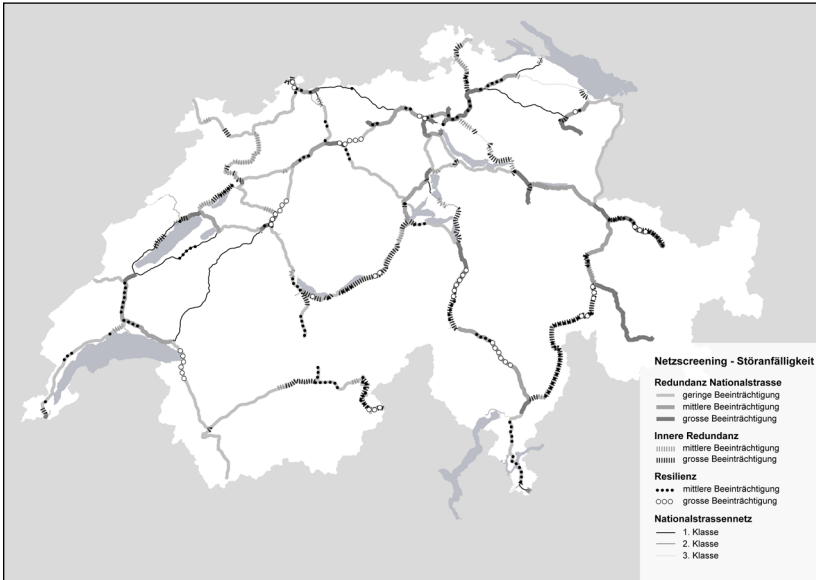 Netzscreening - Störanfälligkeit
Redundanz Nationalstrasse
geringe Beeinträchtigung
mittlere Beeinträchtigung
grosse Beeinträchtigung
Innere Redundanz
mittlere Beeinträchtigung
grosse Beeinträchtigung
Resilienz
mittlere Beeinträchtigung
grosse Beeinträchtigung
Nationalstrassennetz
1. Klasse
2. Klasse
3. Klasse